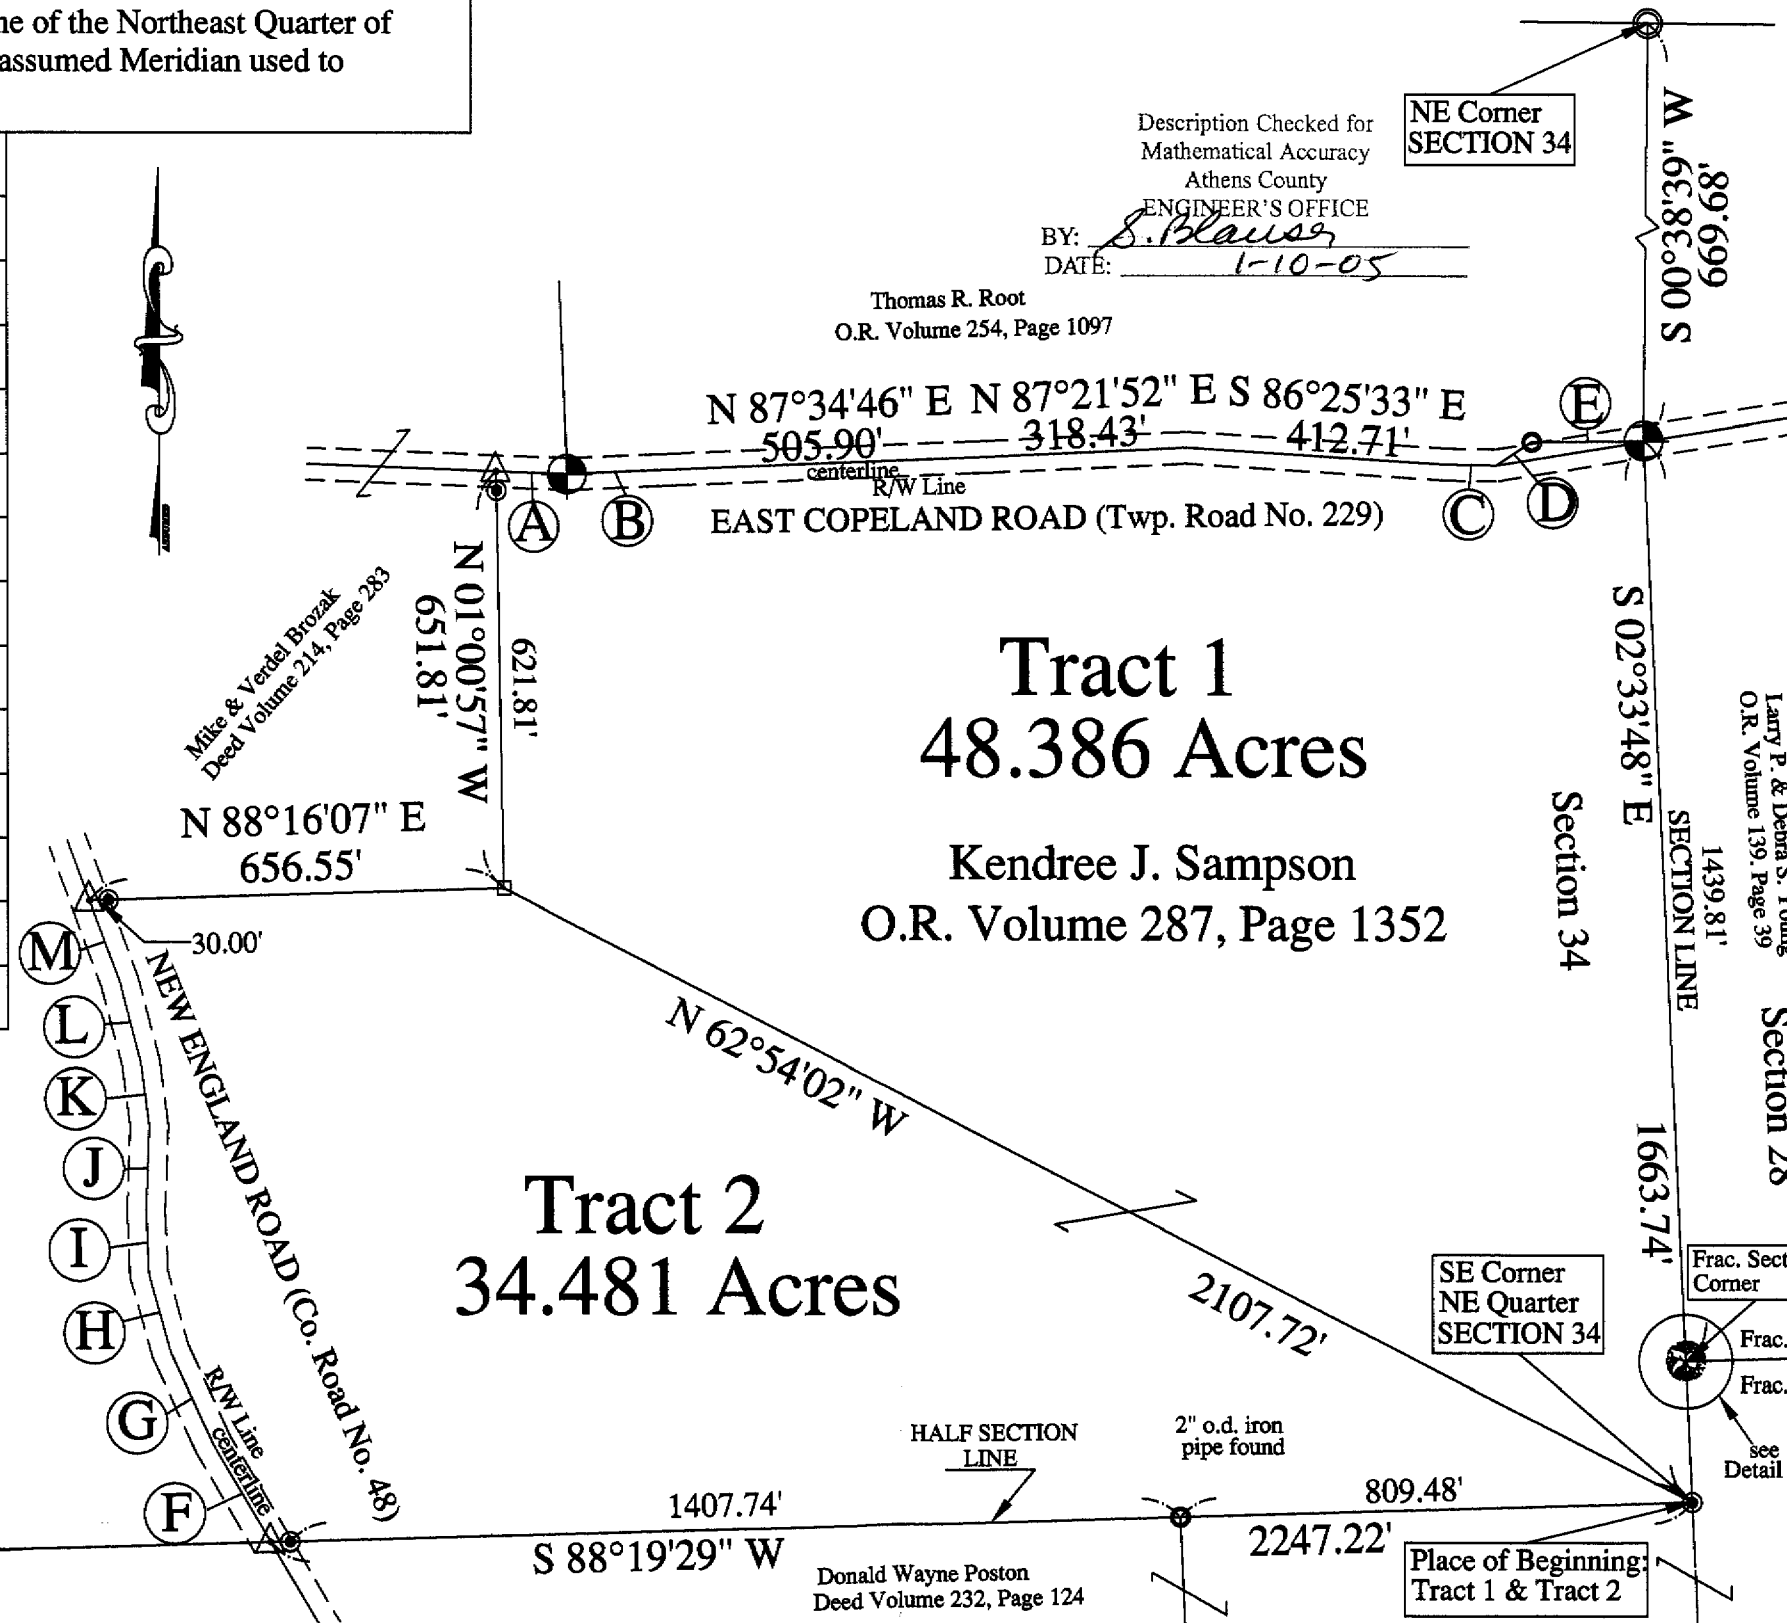 ne of the Northeast Quarter of
assumed Meridian used to
NE Corner
SECTION 34
Description Checked for
Mathematical Accuracy
Athens County
ENGINEER'S OFFICE
BY: S. Blauser
DATE: 1-10-05
S 00°38'39" W
669.68'
Thomas R. Root
O.R. Volume 254, Page 1097
N 87°34'46" E N 87°21'52" E S 86°25'33" E
505.90' 318.43' 412.71'
E
centerline
R/W Line
A
B
EAST COPELAND ROAD (Twp. Road No. 229)
C
D
N 01°00'57" W
651.81'
621.81'
Mike & Verdel Brozak
Deed Volume 214, Page 283
Tract 1
48.386 Acres
Kendree J. Sampson
O.R. Volume 287, Page 1352
S 02°33'48" E
SECTION LINE
1439.81'
1663.74'
Section 34
Larry P. & Debra S. Young
O.R. Volume 139, Page 39
Section 28
N 88°16'07" E
656.55'
30.00'
M
L
K
J
I
H
G
F
NEW ENGLAND ROAD (Co. Road No. 48)
R/W Line
centerline
N 62°54'02" W
2107.72'
Tract 2
34.481 Acres
SE Corner
NE Quarter
SECTION 34
Frac. Sect
Corner
Frac.
Frac.
see
Detail
HALF SECTION
LINE
2" o.d. iron
pipe found
1407.74'
809.48'
S 88°19'29" W
2247.22'
Donald Wayne Poston
Deed Volume 232, Page 124
Place of Beginning:
Tract 1 & Tract 2